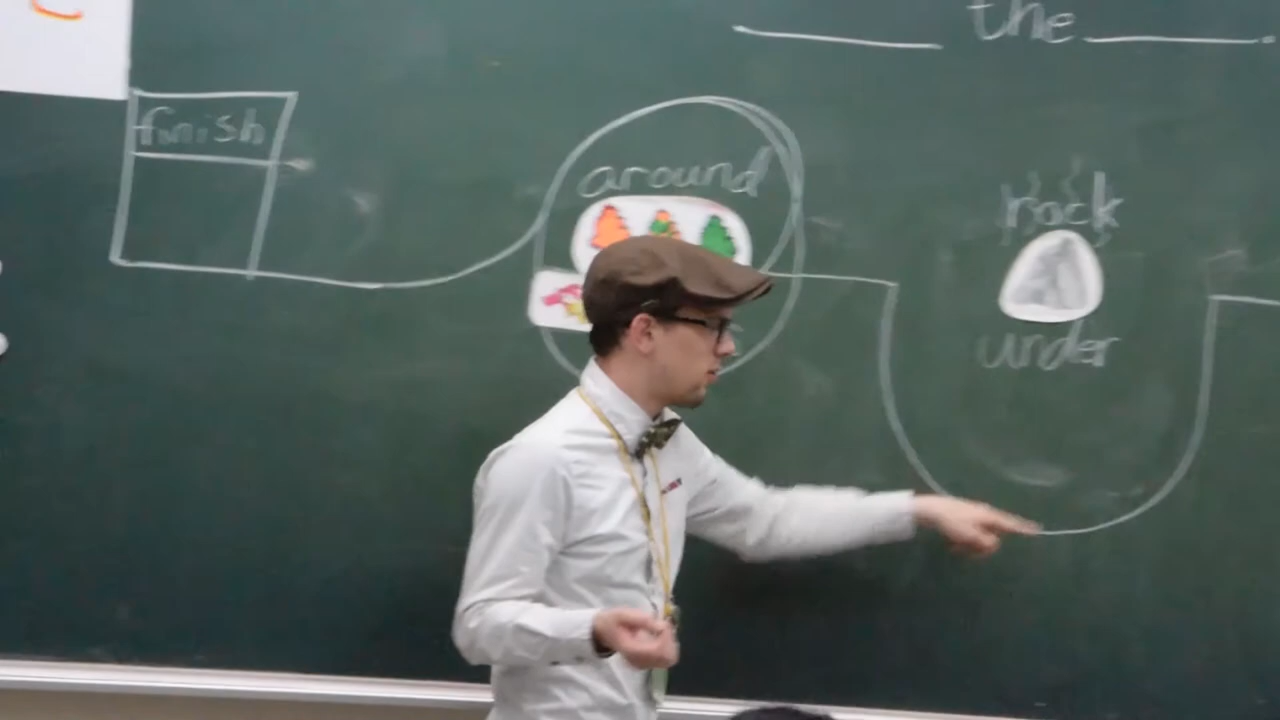 the
finish
around
rock
under